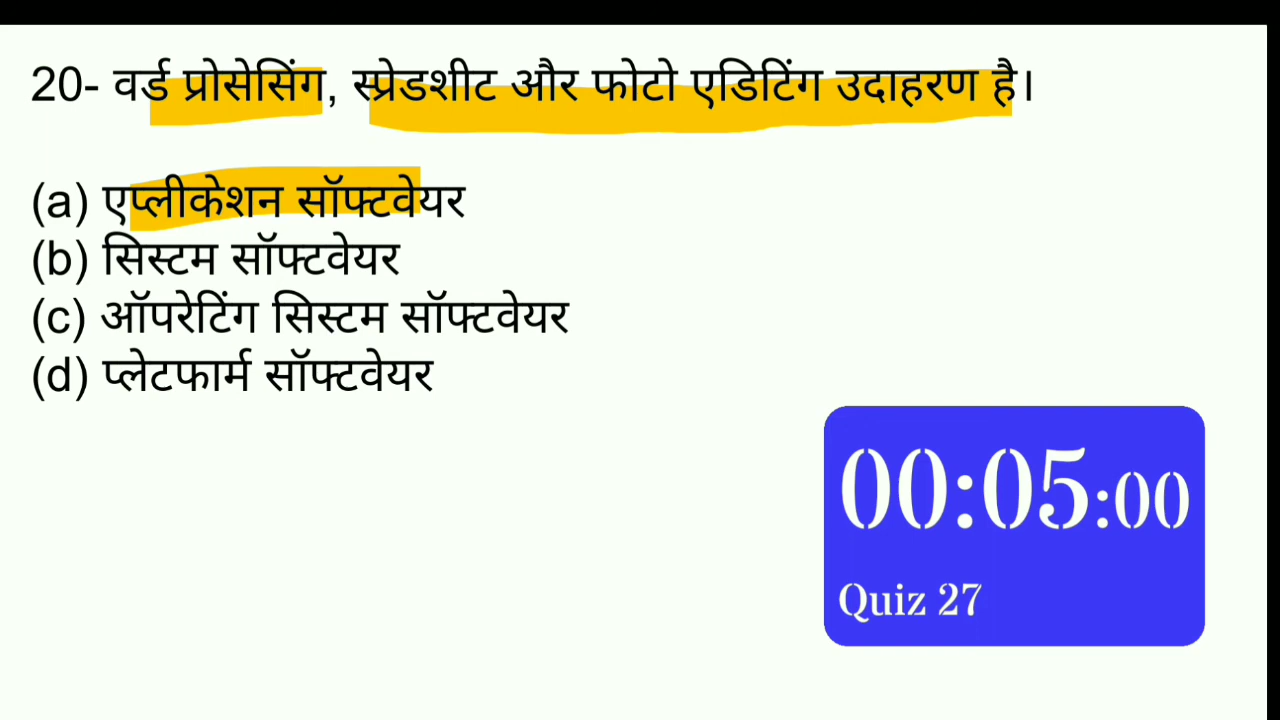 20- वर्ड प्रोसेसिंग, स्प्रेडशीट और फोटो एडिटिंग उदाहरण है।
(a) एप्लीकेशन सॉफ्टवेयर
(b) सिस्टम सॉफ्टवेयर
(c) ऑपरेटिंग सिस्टम सॉफ्टवेयर
(d) प्लेटफार्म सॉफ्टवेयर
00:05:00
Quiz 27